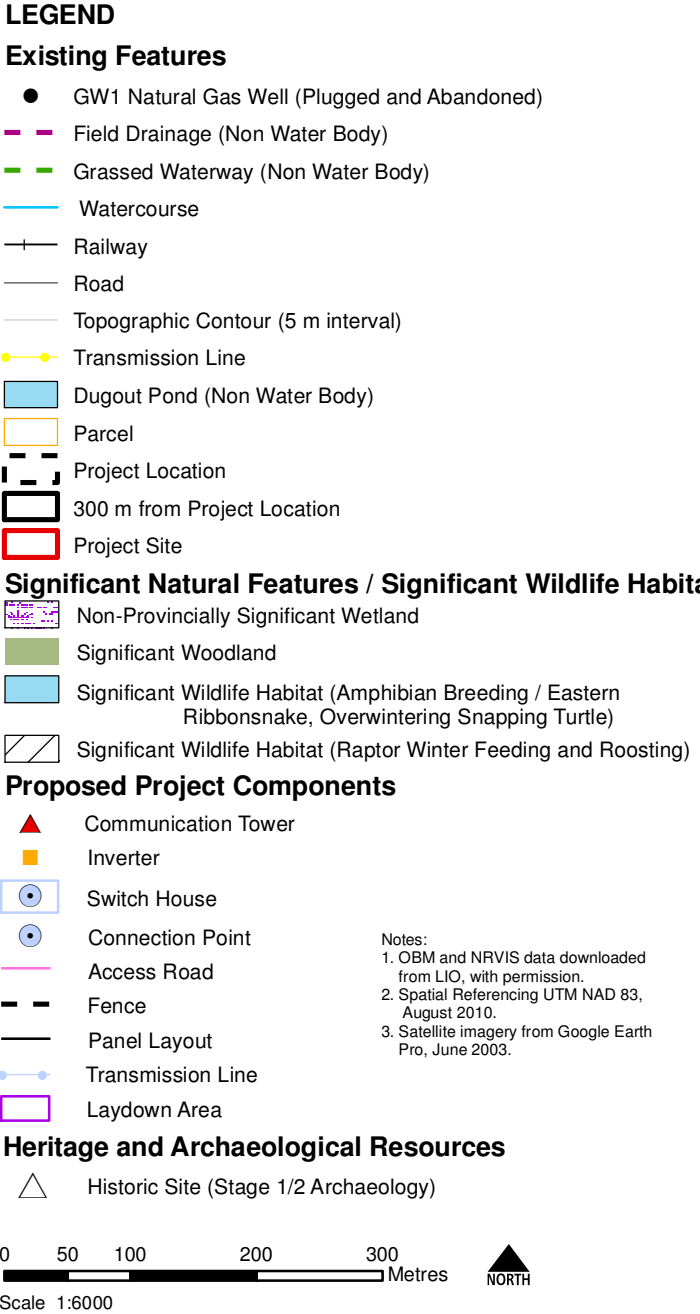 LEGEND
Existing Features
GW1 Natural Gas Well (Plugged and Abandoned)
Field Drainage (Non Water Body)
Grassed Waterway (Non Water Body)
Watercourse
Railway
Road
Topographic Contour (5 m interval)
Transmission Line
Dugout Pond (Non Water Body)
Parcel
Project Location
300 m from Project Location
Project Site
Significant Natural Features / Significant Wildlife Habita
Non-Provincially Significant Wetland
Significant Woodland
Significant Wildlife Habitat (Amphibian Breeding / Eastern
Ribbonsnake, Overwintering Snapping Turtle)
Significant Wildlife Habitat (Raptor Winter Feeding and Roosting)
Proposed Project Components
Communication Tower
Inverter
Switch House
Connection Point
Access Road
Fence
Panel Layout
Transmission Line
Laydown Area
Notes:
1. OBM and NRVIS data downloaded
from LIO, with permission.
2. Spatial Referencing UTM NAD 83,
August 2010.
3. Satellite imagery from Google Earth
Pro, June 2003.
Heritage and Archaeological Resources
Historic Site (Stage 1/2 Archaeology)
0 50 100 200 300
Metres
NORTH
Scale 1:6000